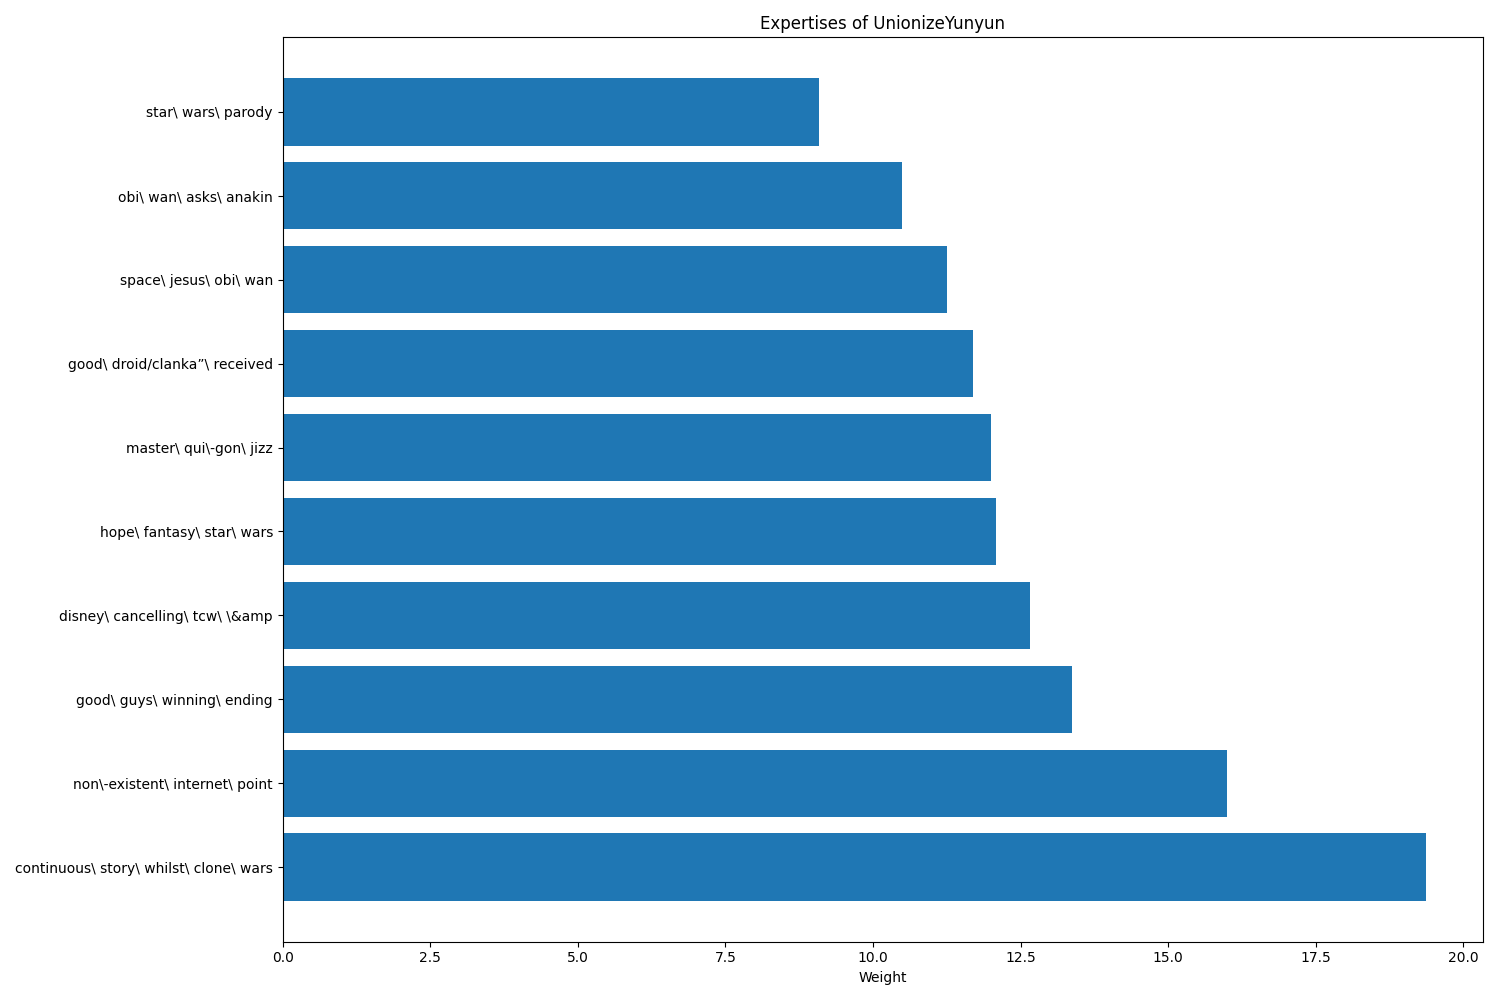 Expertises of UnionizeYunyun
star\ wars\ parody
obi\ wan\ asks\ anakin
space\ jesus\ obi\ wan
good\ droid/clanka”\ received
master\ qui\-gon\ jizz
hope\ fantasy\ star\ wars
disney\ cancelling\ tcw\ \&amp
good\ guys\ winning\ ending
non\-existent\ internet\ point
continuous\ story\ whilst\ clone\ wars
0.0 2.5 5.0 7.5 10.0 12.5 15.0 17.5 20.0
Weight